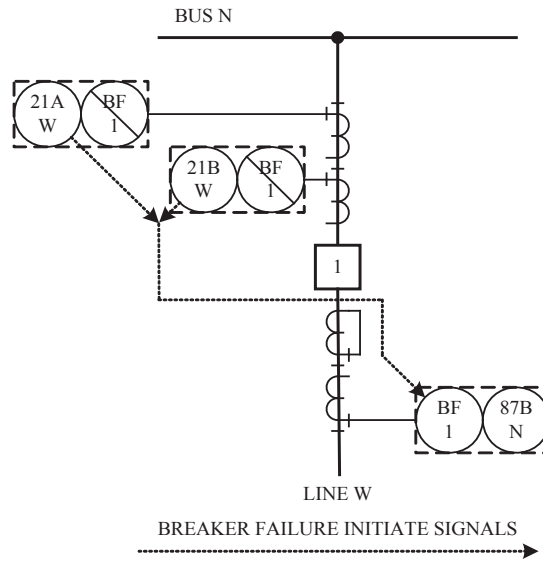 BUS N
21A
W
BF
1
21B
W
BF
1
1
BF
1
87B
N
LINE W
BREAKER FAILURE INITIATE SIGNALS